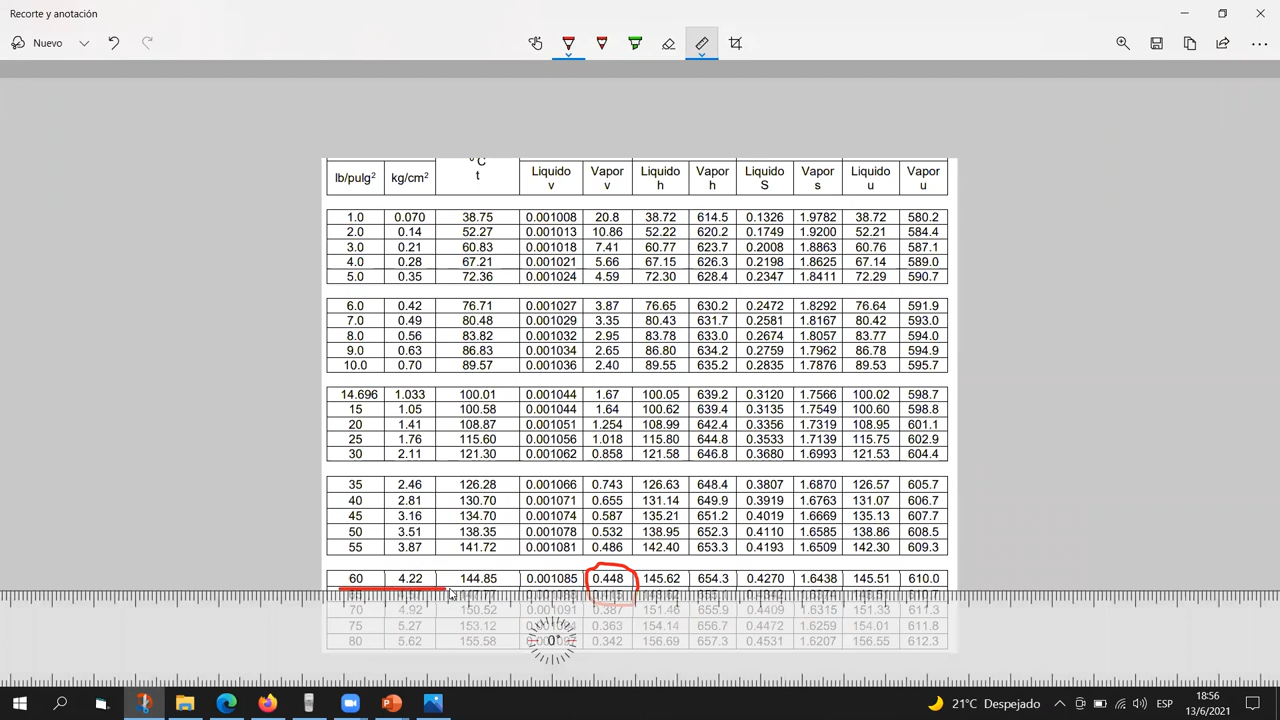 Recorte y anotación
Nuevo
° C
lb/pulg² kg/cm² t Liquido v Vapor v Liquido h Vapor h Liquido S Vapor s Liquido u Vapor u
1.0 0.070 38.75 0.001008 20.8 38.72 614.5 0.1326 1.9782 38.72 580.2
2.0 0.14 52.27 0.001013 10.86 52.22 620.2 0.1749 1.9200 52.21 584.4
3.0 0.21 60.83 0.001018 7.41 60.77 623.7 0.2008 1.8863 60.76 587.1
4.0 0.28 67.21 0.001021 5.66 67.15 626.3 0.2198 1.8625 67.14 589.0
5.0 0.35 72.36 0.001024 4.59 72.30 628.4 0.2347 1.8411 72.29 590.7
6.0 0.42 76.71 0.001027 3.87 76.65 630.2 0.2472 1.8292 76.64 591.9
7.0 0.49 80.48 0.001029 3.35 80.43 631.7 0.2581 1.8167 80.42 593.0
8.0 0.56 83.82 0.001032 2.95 83.78 633.0 0.2674 1.8057 83.77 594.0
9.0 0.63 86.83 0.001034 2.65 86.80 634.2 0.2759 1.7962 86.78 594.9
10.0 0.70 89.57 0.001036 2.40 89.55 635.2 0.2835 1.7876 89.53 595.7
14.696 1.033 100.01 0.001044 1.67 100.05 639.2 0.3120 1.7566 100.02 598.7
15 1.05 100.58 0.001044 1.64 100.62 639.4 0.3135 1.7549 100.60 598.8
20 1.41 108.87 0.001051 1.254 108.99 642.4 0.3356 1.7319 108.95 601.1
25 1.76 115.60 0.001056 1.018 115.80 644.8 0.3533 1.7139 115.75 602.9
30 2.11 121.30 0.001062 0.858 121.58 646.8 0.3680 1.6993 121.53 604.4
35 2.46 126.28 0.001066 0.743 126.63 648.4 0.3807 1.6870 126.57 605.7
40 2.81 130.70 0.001071 0.655 131.14 649.9 0.3919 1.6763 131.07 606.7
45 3.16 134.70 0.001074 0.587 135.21 651.2 0.4019 1.6669 135.13 607.7
50 3.51 138.35 0.001078 0.532 138.95 652.3 0.4110 1.6585 138.86 608.5
55 3.87 141.72 0.001081 0.486 142.40 653.3 0.4193 1.6509 142.30 609.3
60 4.22 144.85 0.001085 0.448 145.62 654.3 0.4270 1.6438 145.51 610.0
70 4.92 150.52 0.001091 0.387 151.46 655.9 0.4409 1.6315 151.33 611.3
75 5.27 153.12 0.363 154.14 656.7 0.4472 1.6259 154.01 611.8
80 5.62 155.58 0° 0.342 156.69 657.3 0.4531 1.6207 156.55 612.3
21°C Despejado ESP 18:56
13/6/2021